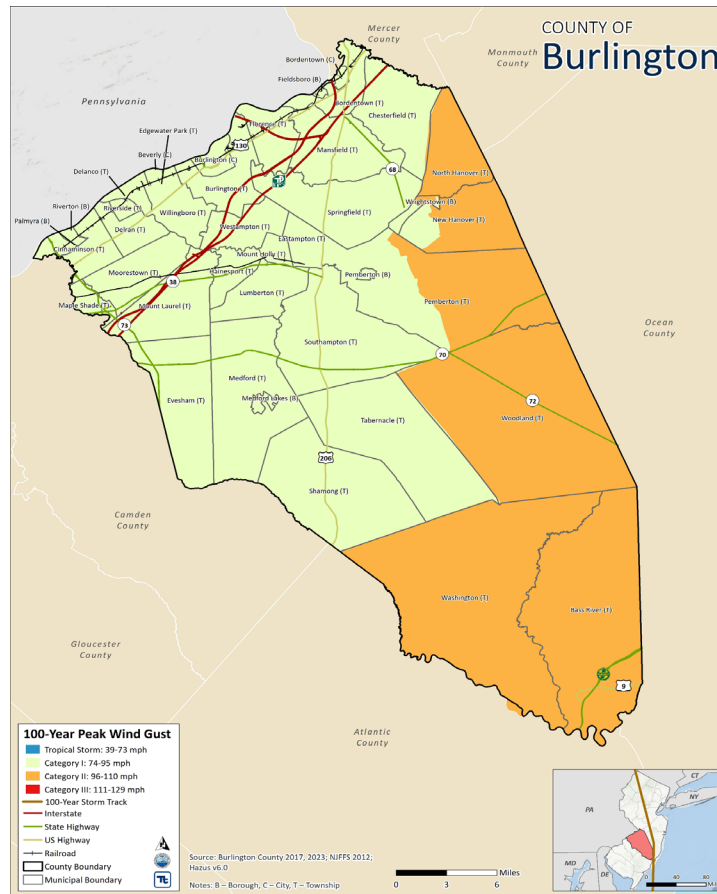 COUNTY OF
Burlington
Mercer
County
Monmouth
County
Pennsylvania
Bordentown (C)
Fieldsboro (B)
Bordentown (T)
Chesterfield (T)
Florence (T)
Edgewater Park (T)
Beverly (C)
Burlington (C)
130
Mansfield (T)
Delanco (T)
68
North Hanover (T)
Riverton (B)
Riverside (T)
Burlington (T)
Willingboro (T)
Wrightstown (B)
Palmyra (B)
Delran (T)
Westampton (T)
Springfield (T)
New Hanover (T)
Cinnaminson (T)
Eastampton (T)
Mount Holly (T)
Moorestown (T)
Hainesport (T)
Pemberton (B)
38
Lumberton (T)
Maple Shade (T)
Mount Laurel (T)
Pemberton (T)
73
Ocean
County
Southampton (T)
70
Medford (T)
Evesham (T)
Medford Lakes (B)
72
Woodland (T)
Tabernacle (T)
206
Shamong (T)
Camden
County
Washington (T)
Bass River (T)
Gloucester
County
9
Atlantic
County
100-Year Peak Wind Gust
Tropical Storm: 39-73 mph
Category I: 74-95 mph
Category II: 96-110 mph
Category III: 111-129 mph
100-Year Storm Track
Interstate
State Highway
US Highway
Railroad
County Boundary
Municipal Boundary
Source: Burlington County 2017, 2023; NJFFS 2012;
Hazus v6.0
Notes: B – Borough, C – City, T – Township
Miles
0 3 6
CT
NY
PA
MD
DE
Miles
0 40 80